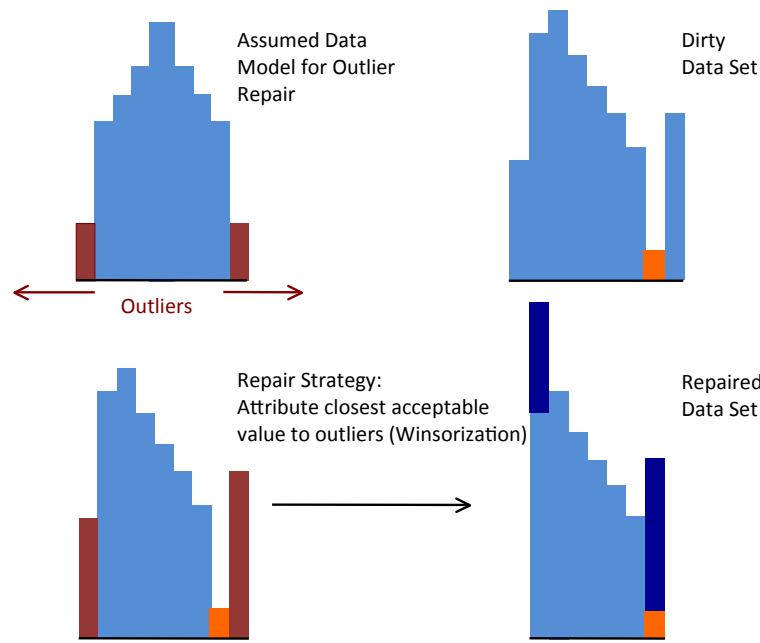 Assumed Data
Model for Outlier
Repair
Dirty
Data Set
Outliers
Repair Strategy:
Attribute closest acceptable
value to outliers (Winsorization)
Repaired
Data Set